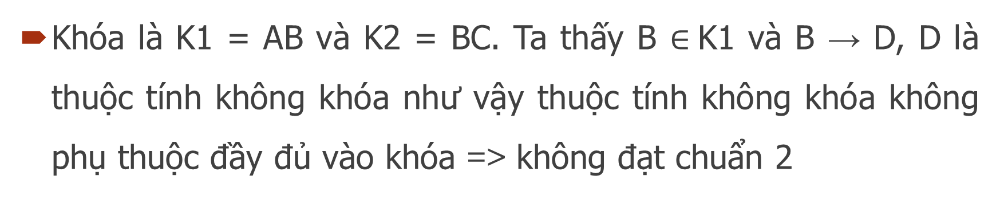 Khóa là K1 = AB và K2 = BC. Ta thấy B ∈ K1 và B → D, D là
thuộc tính không khóa như vậy thuộc tính không khóa không
phụ thuộc đầy đủ vào khóa => không đạt chuẩn 2